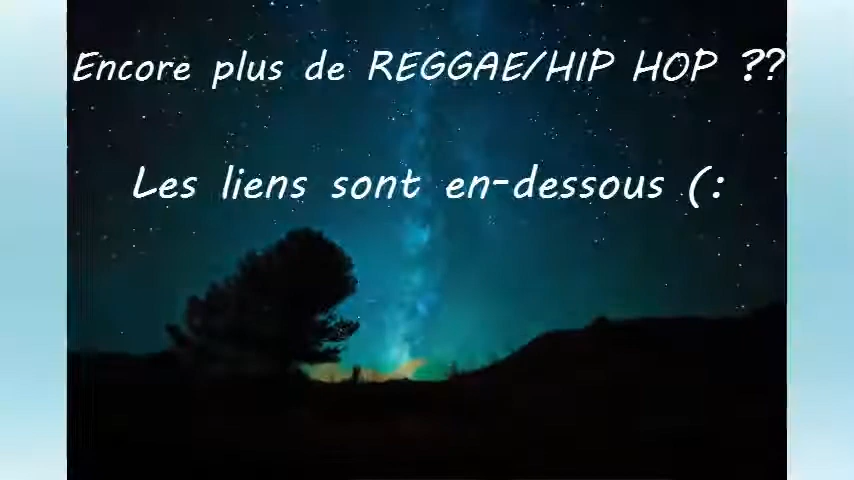 Encore plus de REGGAE/HIP HOP ??
Les liens sont en-dessous (: